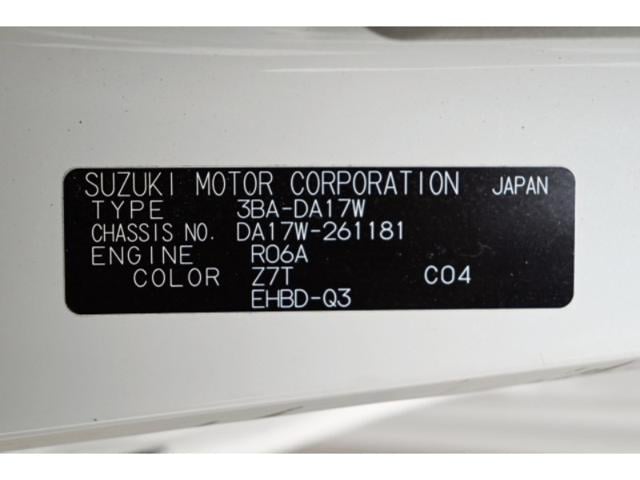 SUZUKI MOTOR CORPORATION JAPAN
TYPE 3BA-DA17W
CHASSIS NO. DA17W-261181
ENGINE R06A
COLOR Z7T C04
EHBD-Q3